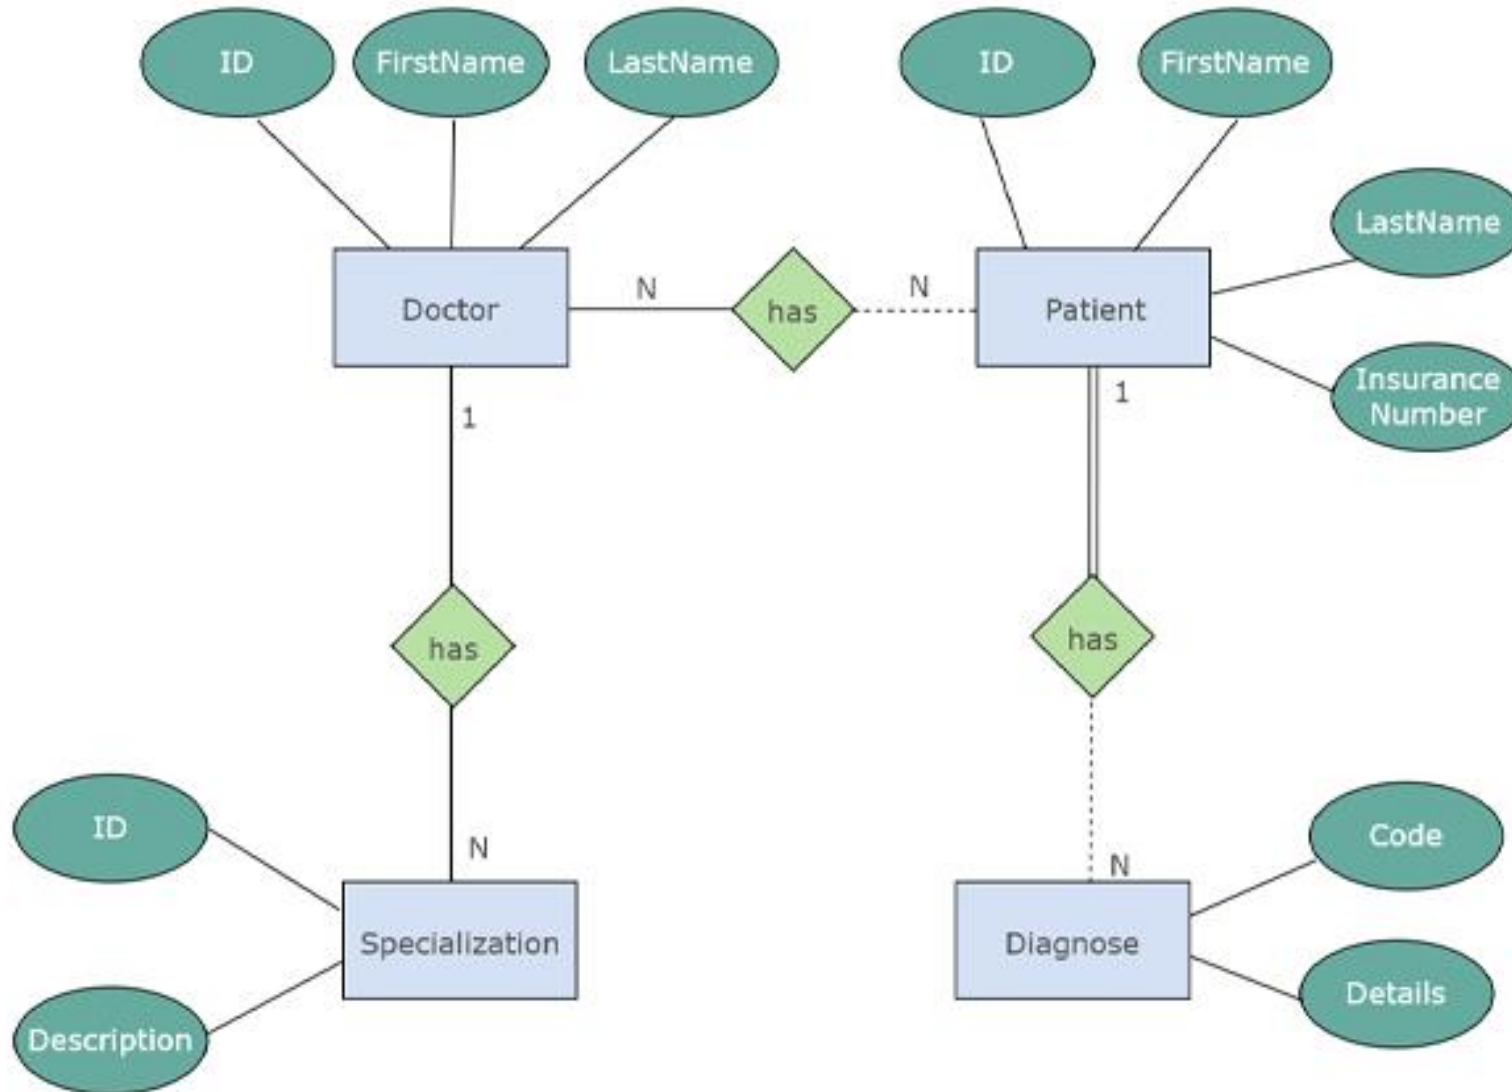 ID
FirstName
LastName
ID
FirstName
LastName
Doctor
N
has
N
Patient
Insurance
Number
1
1
has
has
ID
N
Code
N
Specialization
Diagnose
Details
Description